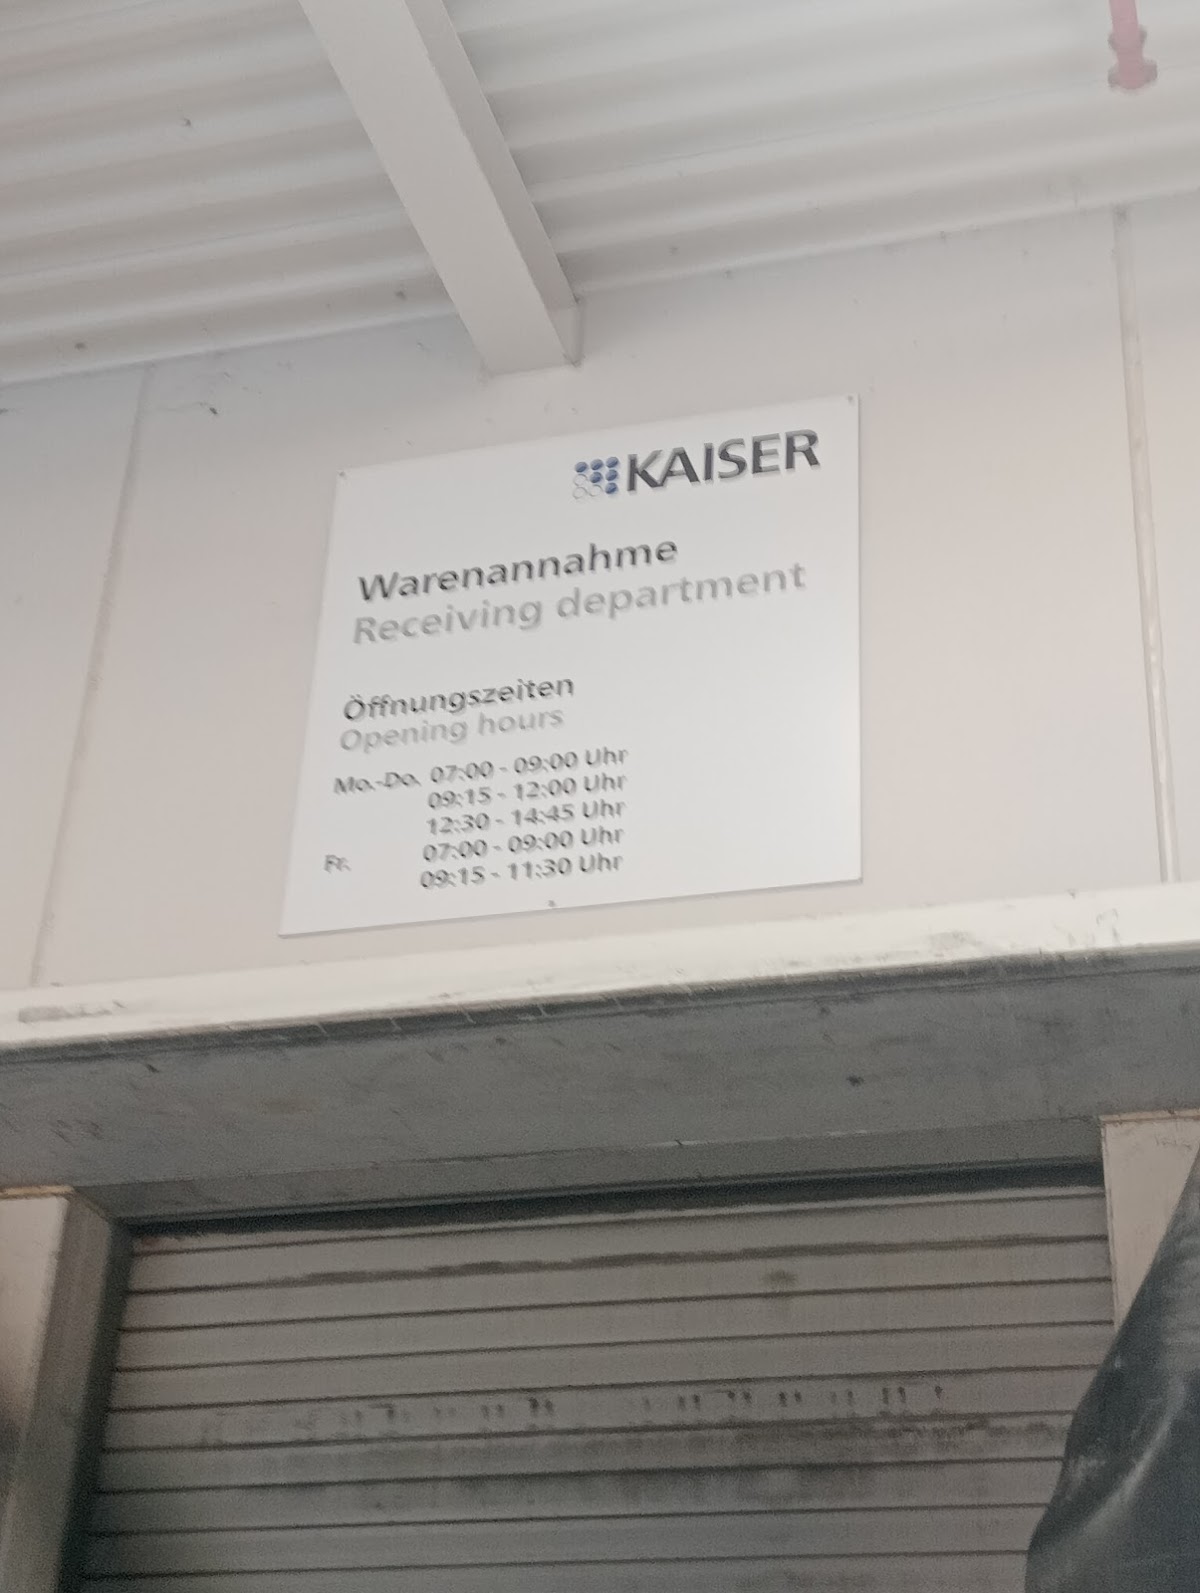 KAISER
Warenannahme
Receiving department
Öffnungszeiten
Opening hours
Mo.-Do. 07:00 - 09:00 Uhr
09:15 - 12:00 Uhr
12:30 - 14:45 Uhr
Fr. 07:00 - 09:00 Uhr
09:15 - 11:30 Uhr